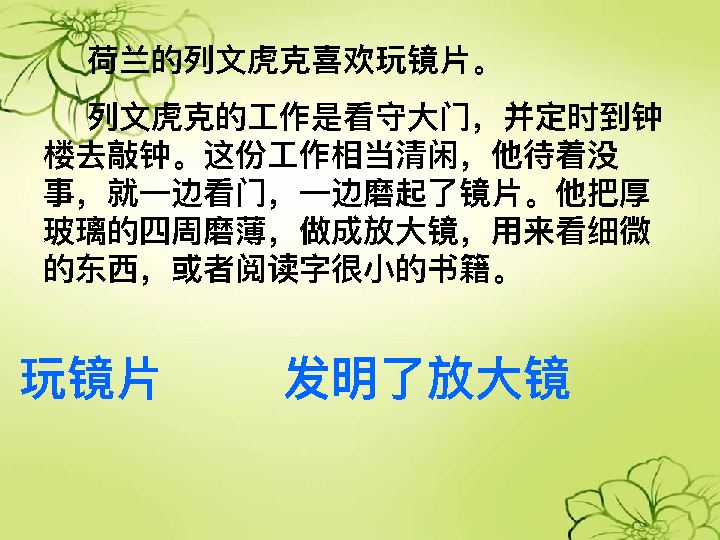 荷兰的列文虎克喜欢玩镜片。
列文虎克的工作是看守大门，并定时到钟
楼去敲钟。这份工作相当清闲，他待着没
事，就一边看门，一边磨起了镜片。他把厚
玻璃的四周磨薄，做成放大镜，用来看细微
的东西，或者阅读字很小的书籍。
玩镜片 发明了放大镜